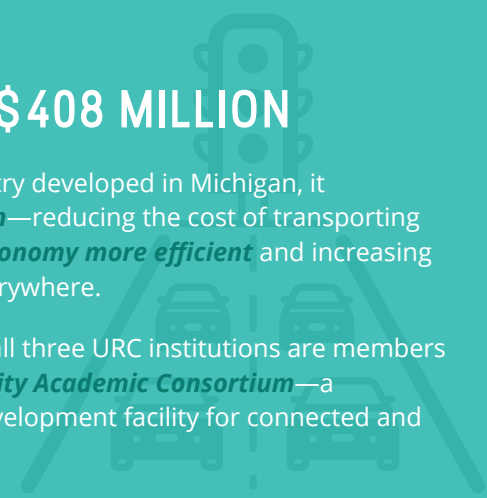 $408 MILLION
try developed in Michigan, it
n—reducing the cost of transporting
onomy more efficient and increasing
rywhere.
all three URC institutions are members
ity Academic Consortium—a
velopment facility for connected and